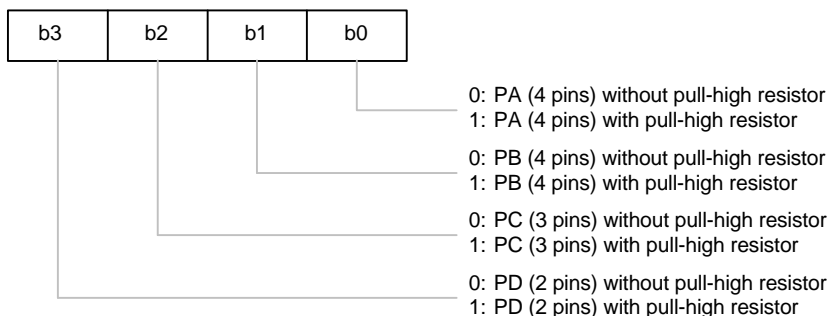 b3 b2 b1 b0
0: PA (4 pins) without pull-high resistor
1: PA (4 pins) with pull-high resistor
0: PB (4 pins) without pull-high resistor
1: PB (4 pins) with pull-high resistor
0: PC (3 pins) without pull-high resistor
1: PC (3 pins) with pull-high resistor
0: PD (2 pins) without pull-high resistor
1: PD (2 pins) with pull-high resistor